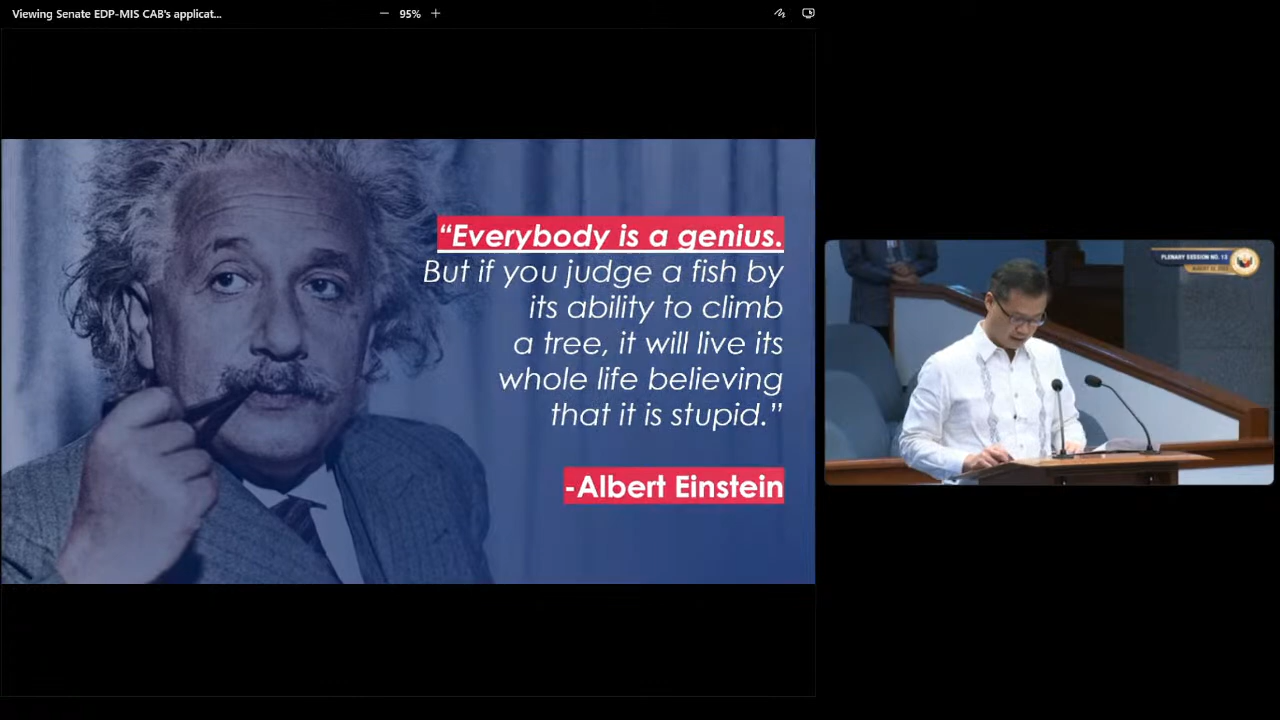 Viewing Senate EDP-MIS CAB's applicat...
95%
“Everybody is a genius.
But if you judge a fish by
its ability to climb
a tree, it will live its
whole life believing
that it is stupid.”
-Albert Einstein
PLENARY SESSION NO. 13